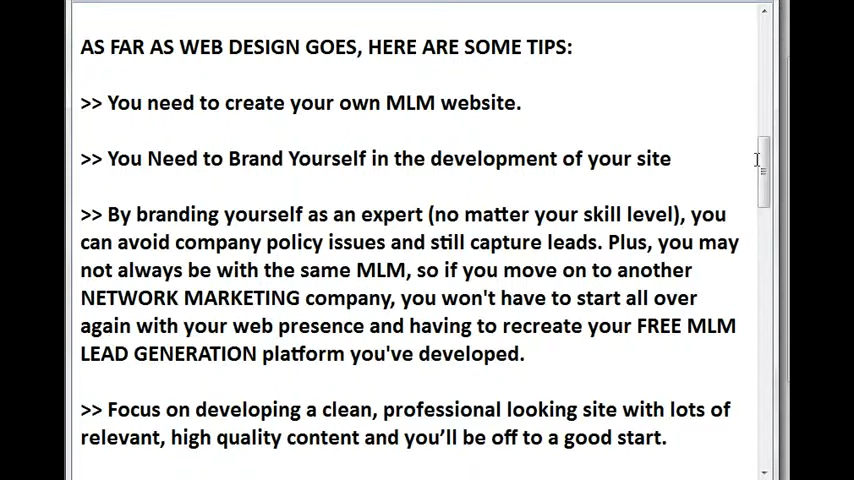 AS FAR AS WEB DESIGN GOES, HERE ARE SOME TIPS:
>> You need to create your own MLM website.
>> You Need to Brand Yourself in the development of your site
>> By branding yourself as an expert (no matter your skill level), you
can avoid company policy issues and still capture leads. Plus, you may
not always be with the same MLM, so if you move on to another
NETWORK MARKETING company, you won't have to start all over
again with your web presence and having to recreate your FREE MLM
LEAD GENERATION platform you've developed.
>> Focus on developing a clean, professional looking site with lots of
relevant, high quality content and you’ll be off to a good start.